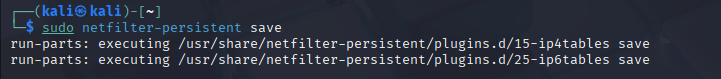 ┌──(kali㉿kali)-[~]
└─$ sudo netfilter-persistent save
run-parts: executing /usr/share/netfilter-persistent/plugins.d/15-ip4tables save
run-parts: executing /usr/share/netfilter-persistent/plugins.d/25-ip6tables save